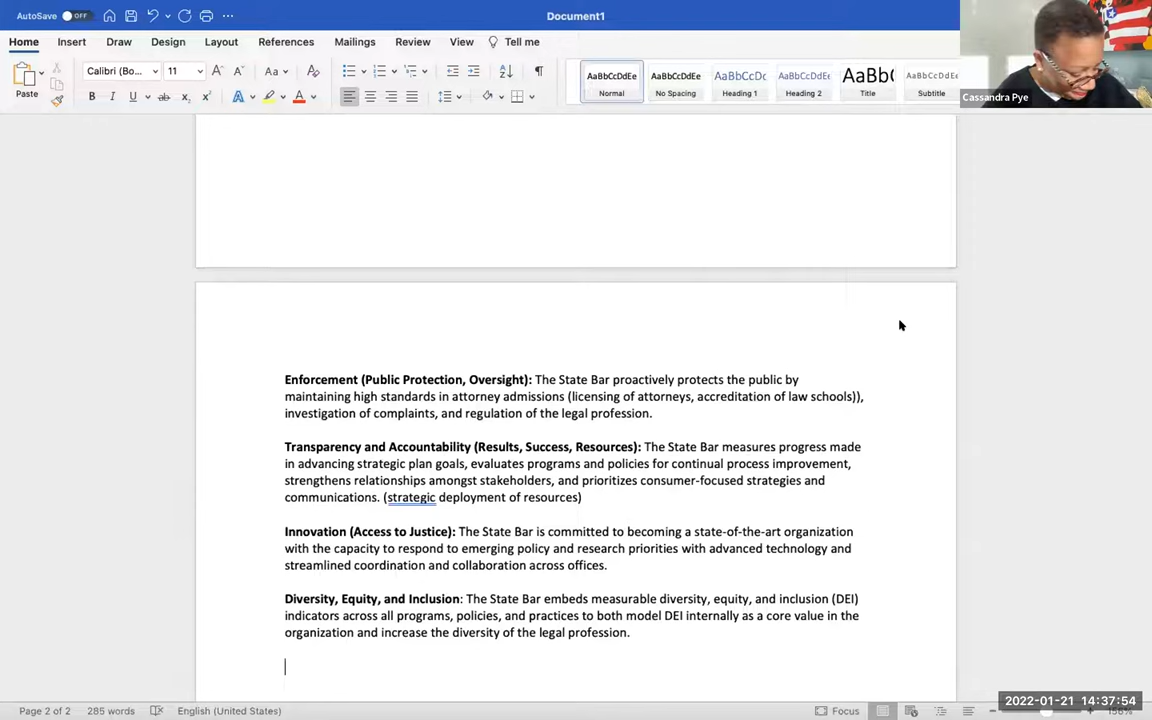 AutoSave OFF Document1
Home Insert Draw Design Layout References Mailings Review View Tell me
Paste Calibri (Bo... 11 A A Aa A ¶ AaBbCcDdEe AaBbCcDdEe AaBbCcDc AaBbCcDdEe AaBb( AaBbCcDdEe
B I U ab x₂ x² A A Normal No Spacing Heading 1 Heading 2 Title Subtitle
Cassandra Pye
Enforcement (Public Protection, Oversight): The State Bar proactively protects the public by
maintaining high standards in attorney admissions (licensing of attorneys, accreditation of law schools)),
investigation of complaints, and regulation of the legal profession.
Transparency and Accountability (Results, Success, Resources): The State Bar measures progress made
in advancing strategic plan goals, evaluates programs and policies for continual process improvement,
strengthens relationships amongst stakeholders, and prioritizes consumer-focused strategies and
communications. (strategic deployment of resources)
Innovation (Access to Justice): The State Bar is committed to becoming a state-of-the-art organization
with the capacity to respond to emerging policy and research priorities with advanced technology and
streamlined coordination and collaboration across offices.
Diversity, Equity, and Inclusion: The State Bar embeds measurable diversity, equity, and inclusion (DEI)
indicators across all programs, policies, and practices to both model DEI internally as a core value in the
organization and increase the diversity of the legal profession.
2022-01-21 14:37:54
Page 2 of 2 285 words English (United States) Focus